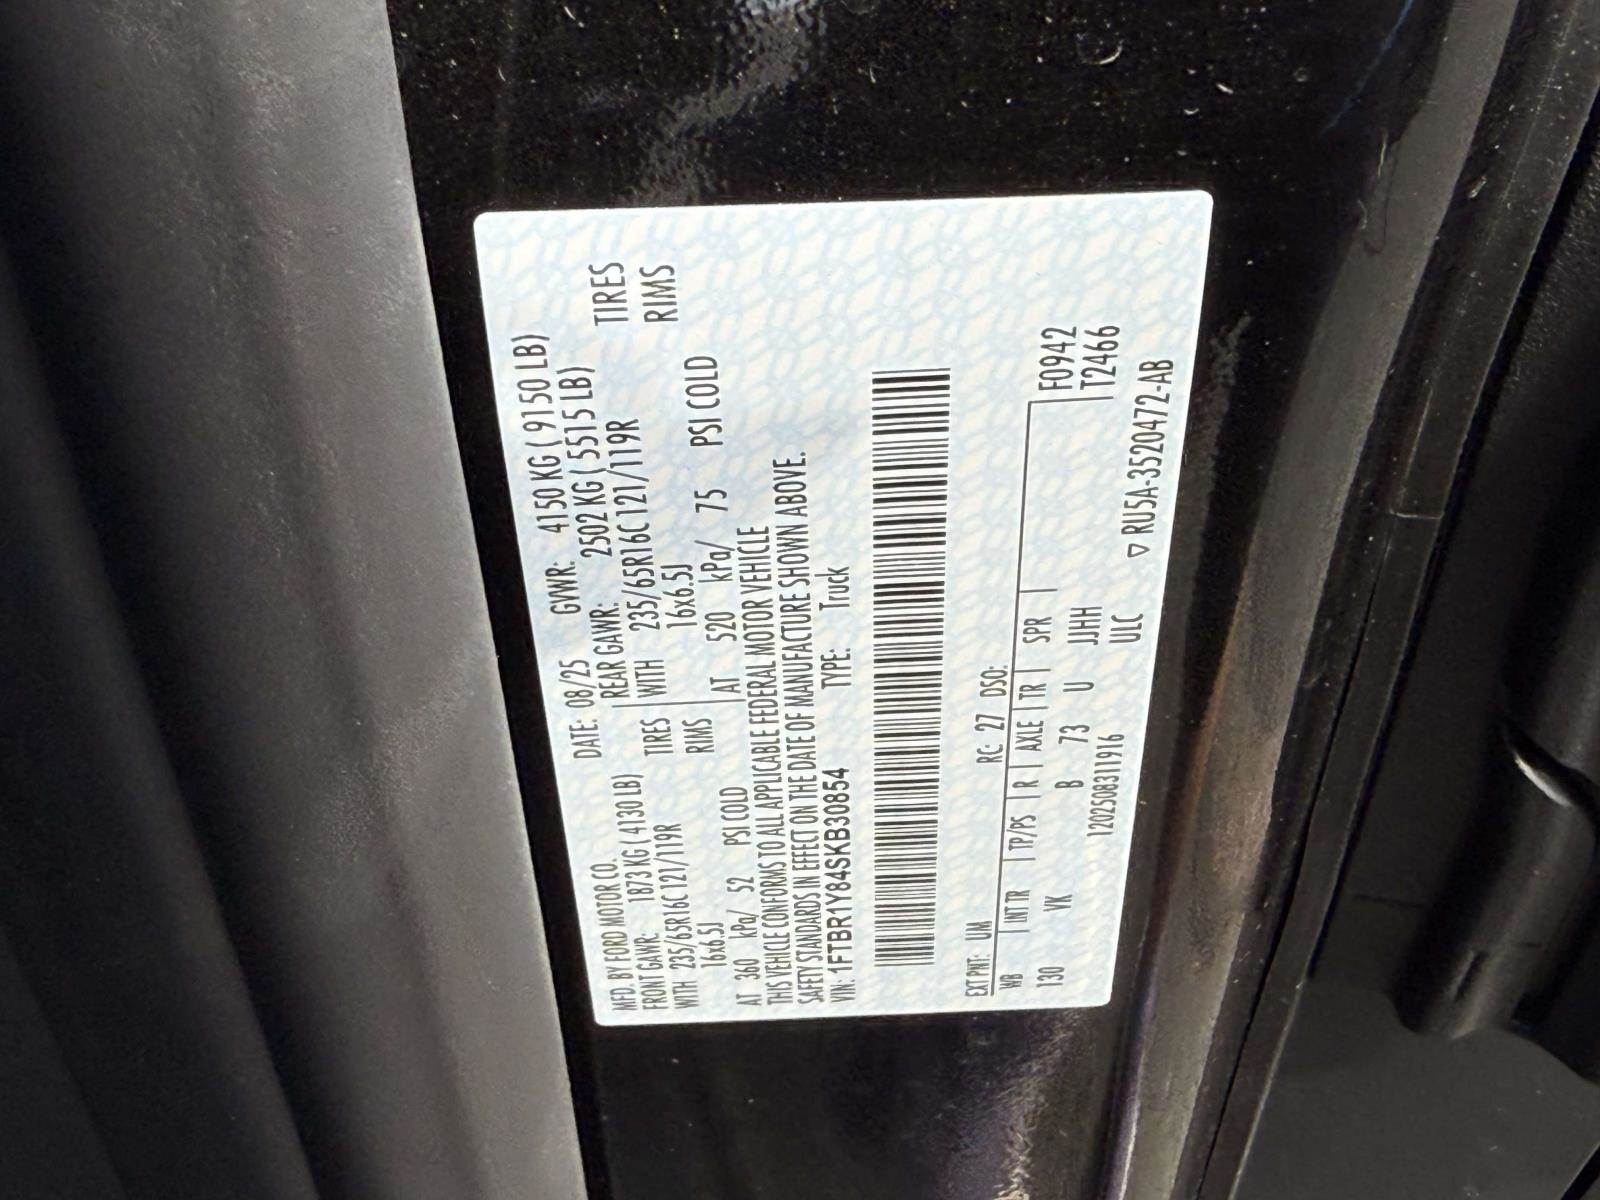 MFD. BY FORD MOTOR CO.
DATE: 08/25 GVWR: 4150 KG ( 9150 LB)
FRONT GAWR: 1873 KG ( 4130 LB)
REAR GAWR: 2502 KG ( 5515 LB)
WITH 235/65R16C 121/119R TIRES
WITH 235/65R16C 121/119R TIRES
16x6.5J RIMS
16x6.5J RIMS
AT 360 kPa/ 52 PSI COLD
AT 520 kPa/ 75 PSI COLD
THIS VEHICLE CONFORMS TO ALL APPLICABLE FEDERAL MOTOR VEHICLE
SAFETY STANDARDS IN EFFECT ON THE DATE OF MANUFACTURE SHOWN ABOVE.
VIN: 1FTBR1Y84SKB30854 TYPE: Truck
EXT PNT: UM RC: 27 DSO:
WB INT TR TP/PS R AXLE TR SPR F0942
130 VK B 73 U JJHH T2466
120250831 1916 ULC
▽ RU5A-3520472-AB